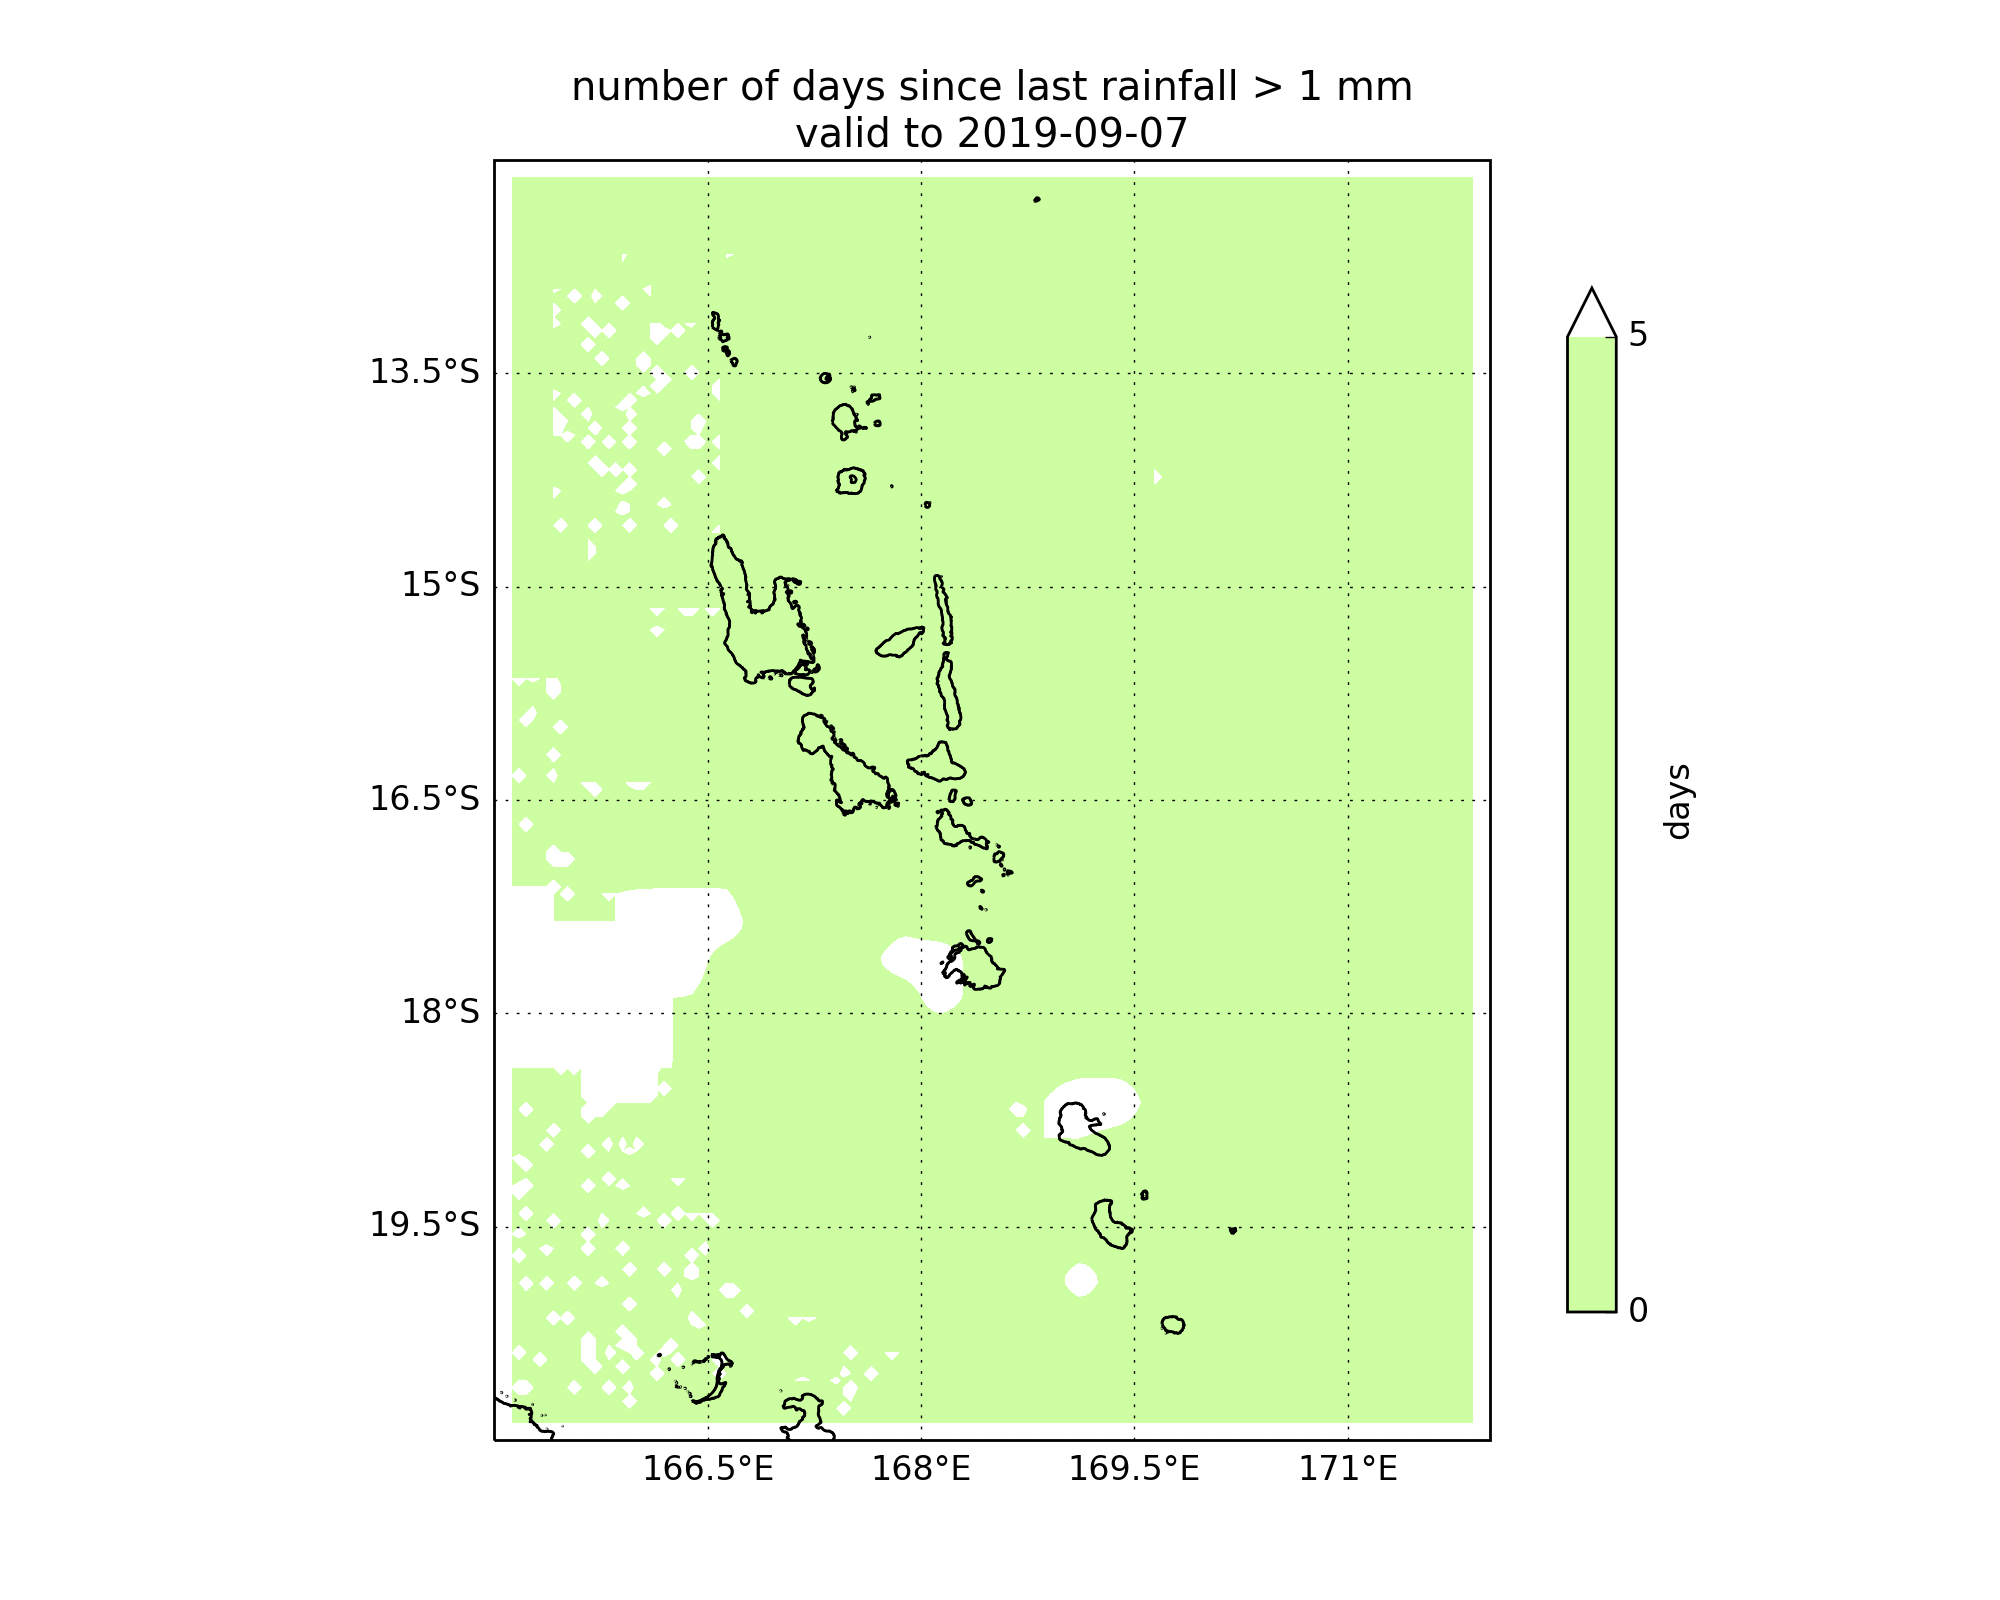 number of days since last rainfall > 1 mm
valid to 2019-09-07
13.5°S
15°S
16.5°S
18°S
19.5°S
166.5°E
168°E
169.5°E
171°E
5
days
0